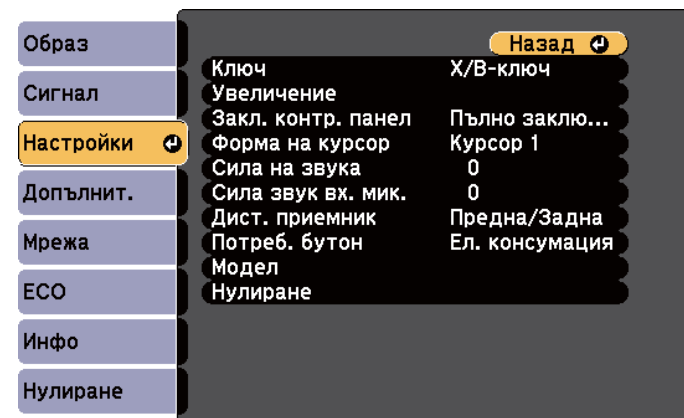 Образ
Сигнал
Настройки
Допълнит.
Мрежа
ECO
Инфо
Нулиране
Назад
Ключ Х/В-ключ
Увеличение
Закл. контр. панел Пълно заклю...
Форма на курсор Курсор 1
Сила на звука 0
Сила звук вх. мик. 0
Дист. приемник Предна/Задна
Потреб. бутон Ел. консумация
Модел
Нулиране